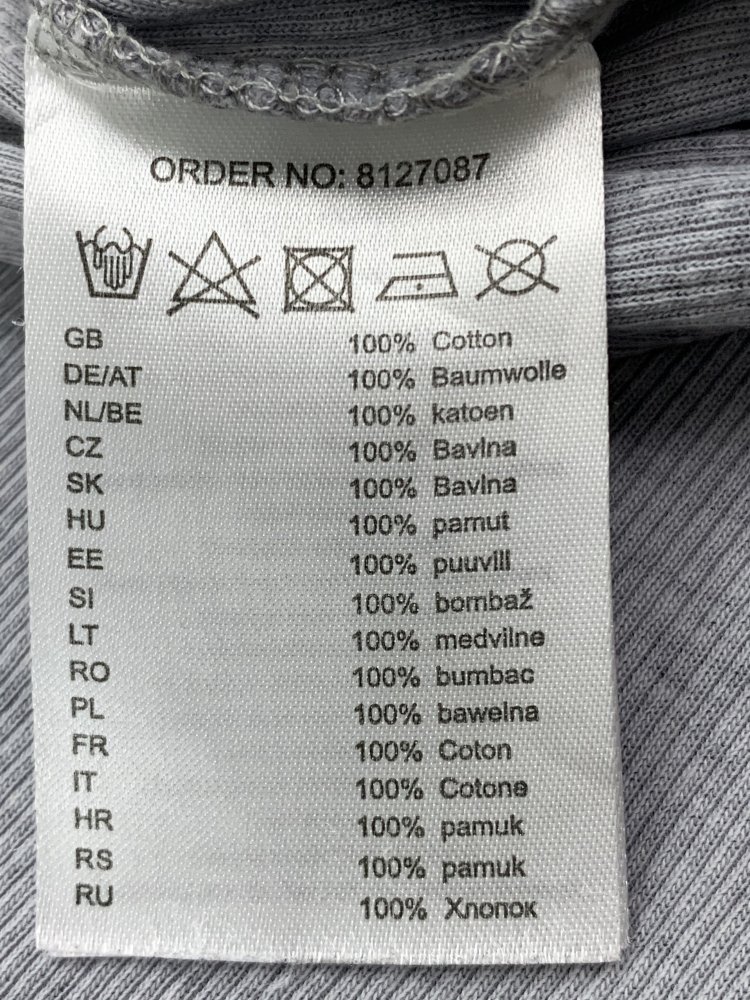 ORDER NO: 8127087
GB 100% Cotton
DE/AT 100% Baumwolle
NL/BE 100% katoen
CZ 100% Bavlna
SK 100% Bavlna
HU 100% pamut
EE 100% puuvill
SI 100% bombaž
LT 100% medvilne
RO 100% bumbac
PL 100% bawelna
FR 100% Coton
IT 100% Cotone
HR 100% pamuk
RS 100% pamuk
RU 100% Хлопок